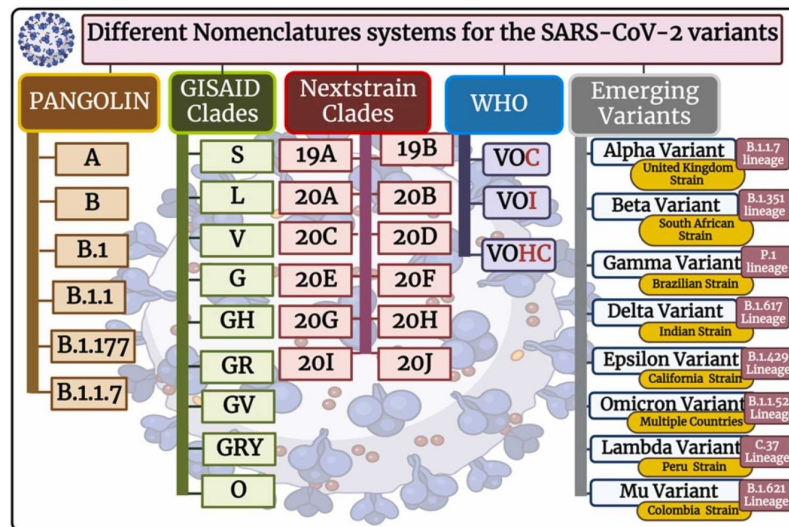 Different Nomenclatures systems for the SARS-CoV-2 variants
PANGOLIN
A
B
B.1
B.1.1
B.1.177
B.1.1.7
GISAID
Clades
S
L
V
G
GH
GR
GV
GRY
O
Nextstrain
Clades
19A
19B
20A
20B
20C
20D
20E
20F
20G
20H
20I
20J
WHO
VOC
VOI
VOHC
Emerging
Variants
Alpha Variant
B.1.1.7
lineage
United Kingdom
Strain
Beta Variant
B.1.351
lineage
South African
Strain
Gamma Variant
P.1
lineage
Brazilian Strain
Delta Variant
B.1.617
Lineage
Indian Strain
Epsilon Variant
B.1.429
Lineage
California Strain
Omicron Variant
B.1.1.52
Lineage
Multiple Countries
Lambda Variant
C.37
Lineage
Peru Strain
Mu Variant
B.1.621
Lineage
Colombia Strain